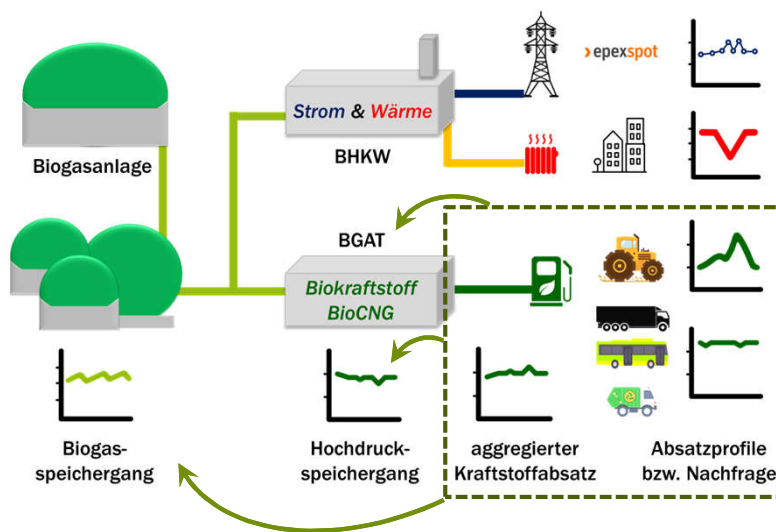 epexspot
Strom & Wärme
Biogasanlage
BHKW
BGAT
Biokraftstoff
BioCNG
Biogas-
speichergang
Hochdruck-
speichergang
aggregierter
Kraftstoffabsatz
Absatzprofile
bzw. Nachfrage